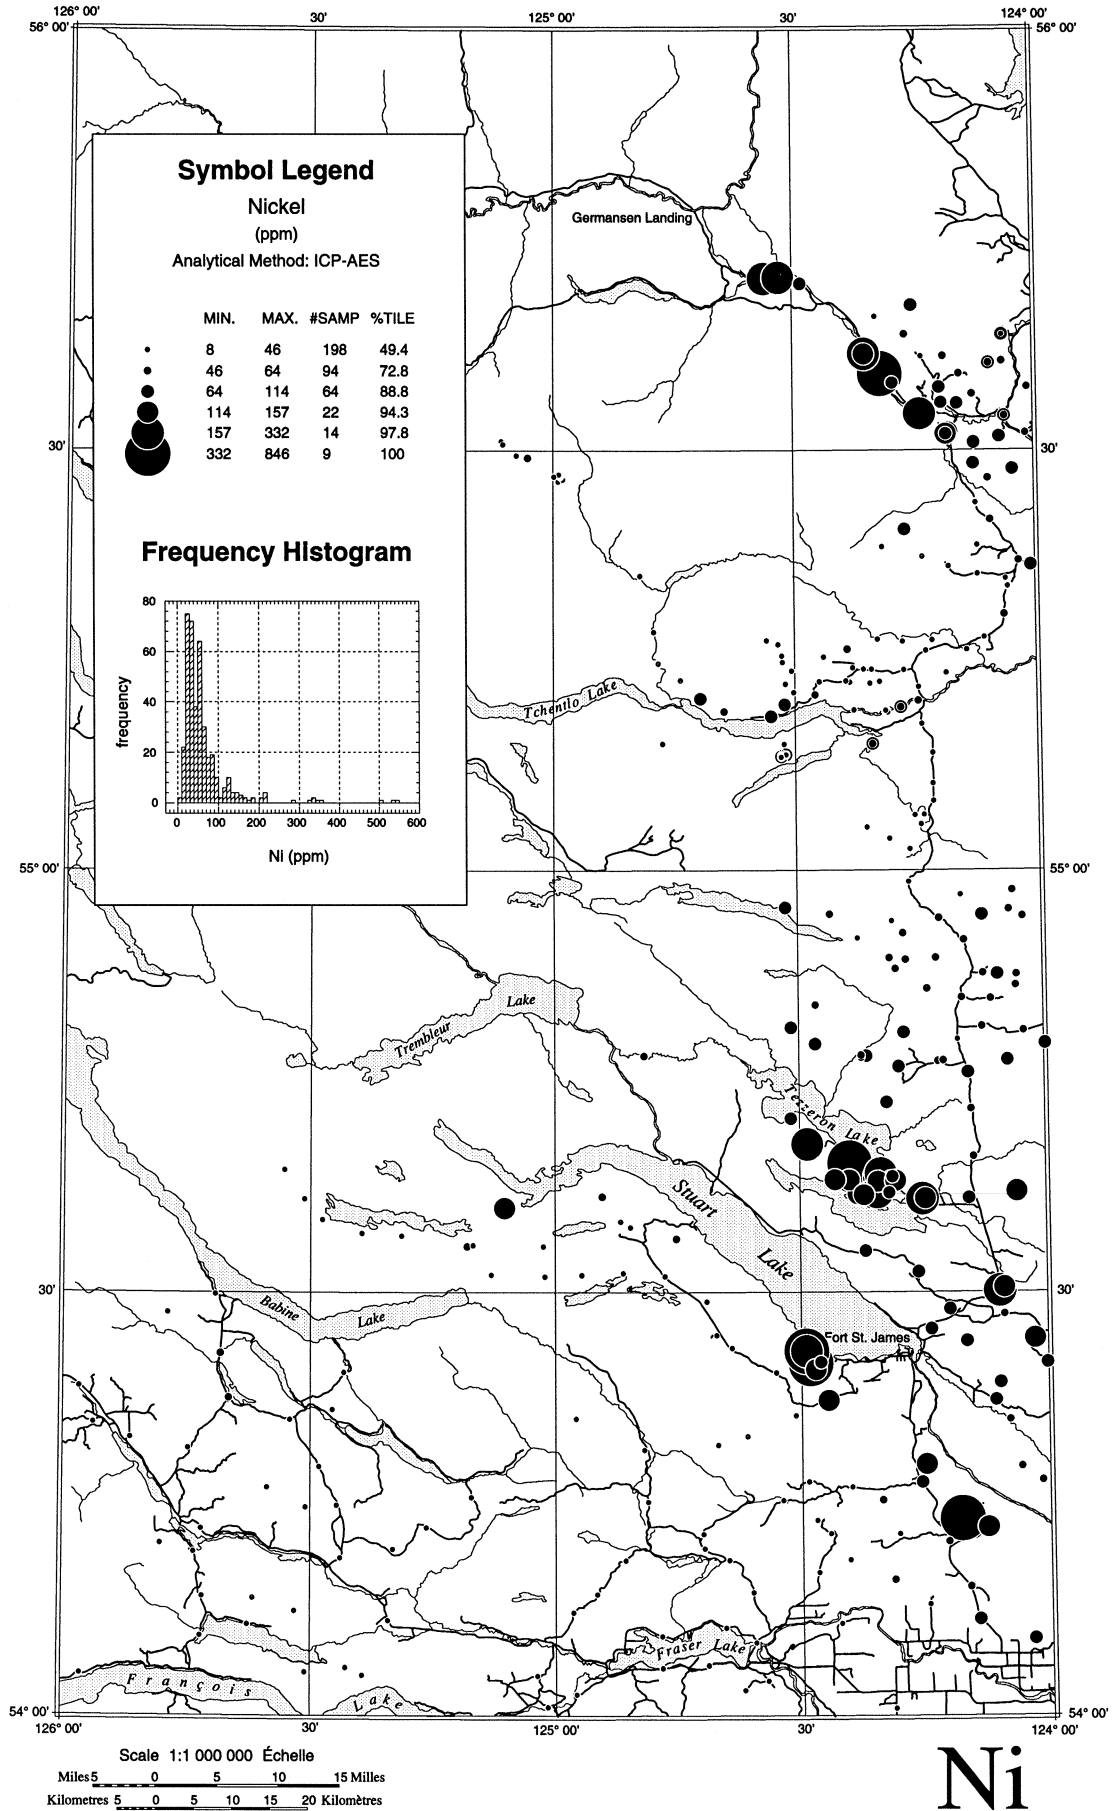 126° 00' 30' 125° 00' 30' 124° 00'
56° 00' 56° 00'
Symbol Legend
Nickel
(ppm)
Analytical Method: ICP-AES
MIN. MAX. #SAMP %TILE
8 46 198 49.4
46 64 94 72.8
64 114 64 88.8
114 157 22 94.3
157 332 14 97.8
332 846 9 100
Germansen Landing
30' 30'
Frequency Histogram
80
60
40
20
0
frequency
0 100 200 300 400 500 600
Ni (ppm)
Tchentlo Lake
55° 00' 55° 00'
Trembleur Lake
Tezzeron Lake
Stuart Lake
30' 30'
Babine Lake
Fort St. James
Fraser Lake
François Lake
54° 00' 54° 00'
126° 00' 30' 125° 00' 30' 124° 00'
Scale 1:1 000 000 Échelle
Miles 5 0 5 10 15 Milles
Kilometres 5 0 5 10 15 20 Kilomètres
Ni